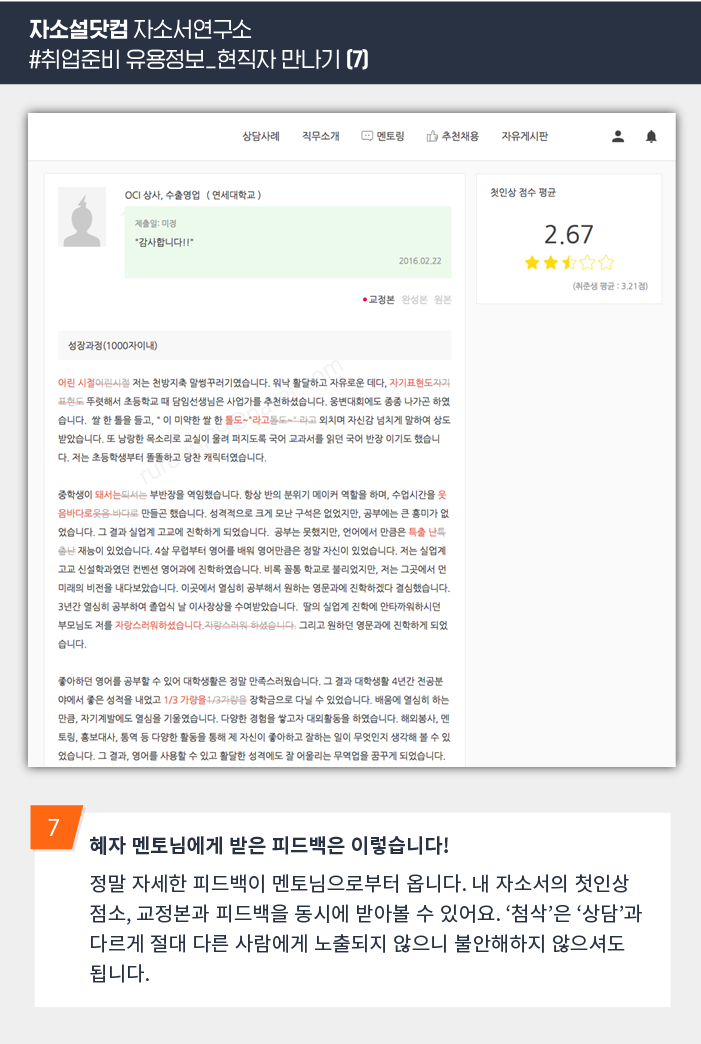 자소설닷컴 자소서연구소
#취업준비 유용정보_현직자 만나기 (7)
상담사례 직무소개 멘토링 추천채용 자유게시판
OCI 상사, 수출영업 ( 연세대학교 )
제출일: 미정
"감사합니다!!"
2016.02.22
교정본 완성본 원본
첫인상 점수 평균
2.67
(취준생 평균 : 3.21점)
성장과정(1000자이내)
어린 시절어린시절 저는 천방지축 말썽꾸러기였습니다. 워낙 활달하고 자유로운 데다, 자기표현도자기
표현도 뚜렷해서 초등학교 때 담임선생님은 사업가를 추천하셨습니다. 웅변대회에도 종종 나가곤 하였
습니다. 쌀 한 톨을 들고, " 이 미약한 쌀 한 톨도~"라고톨도~" 라고 외치며 자신감 넘치게 말하여 상도
받았습니다. 또 낭랑한 목소리로 교실이 울려 퍼지도록 국어 교과서를 읽던 국어 반장 이기도 했습니
다. 저는 초등학생부터 똘똘하고 당찬 캐릭터였습니다.
중학생이 돼서는되서는 부반장을 역임했습니다. 항상 반의 분위기 메이커 역할을 하며, 수업시간을 웃
음바다로웃음 바다로 만들곤 했습니다. 성격적으로 크게 모난 구석은 없었지만, 공부에는 큰 흥미가 없
었습니다. 그 결과 실업계 고교에 진학하게 되었습니다. 공부는 못했지만, 언어에서 만큼은 특출 난특
출난 재능이 있었습니다. 4살 무렵부터 영어를 배워 영어만큼은 정말 자신이 있었습니다. 저는 실업계
고교 신설학과였던 컨벤션 영어과에 진학하였습니다. 비록 꼴통 학교로 불리었지만, 저는 그곳에서 먼
미래의 비전을 내다보았습니다. 이곳에서 열심히 공부해서 원하는 영문과에 진학하겠다 결심했습니다.
3년간 열심히 공부하여 졸업식 날 이사장상을 수여받았습니다. 딸의 실업계 진학에 안타까워하시던
부모님도 저를 자랑스러워하셨습니다.자랑스러워 하셨습니다. 그리고 원하던 영문과에 진학하게 되었
습니다.
좋아하던 영어를 공부할 수 있어 대학생활은 정말 만족스러웠습니다. 그 결과 대학생활 4년간 전공분
야에서 좋은 성적을 내었고 1/3 가량을1/3가량을 장학금으로 다닐 수 있었습니다. 배움에 열심히 하는
만큼, 자기계발에도 열심을 기울였습니다. 다양한 경험을 쌓고자 대외활동을 하였습니다. 해외봉사, 멘
토링, 홍보대사, 통역 등 다양한 활동을 통해 제 자신이 좋아하고 잘하는 일이 무엇인지 생각해 볼 수 있
었습니다. 그 결과, 영어를 사용할 수 있고 활달한 성격에도 잘 어울리는 무역업을 꿈꾸게 되었습니다.
7
혜자 멘토님에게 받은 피드백은 이렇습니다!
정말 자세한 피드백이 멘토님으로부터 옵니다. 내 자소서의 첫인상
점소, 교정본과 피드백을 동시에 받아볼 수 있어요. ‘첨삭’은 ‘상담’과
다르게 절대 다른 사람에게 노출되지 않으니 불안해하지 않으셔도
됩니다.